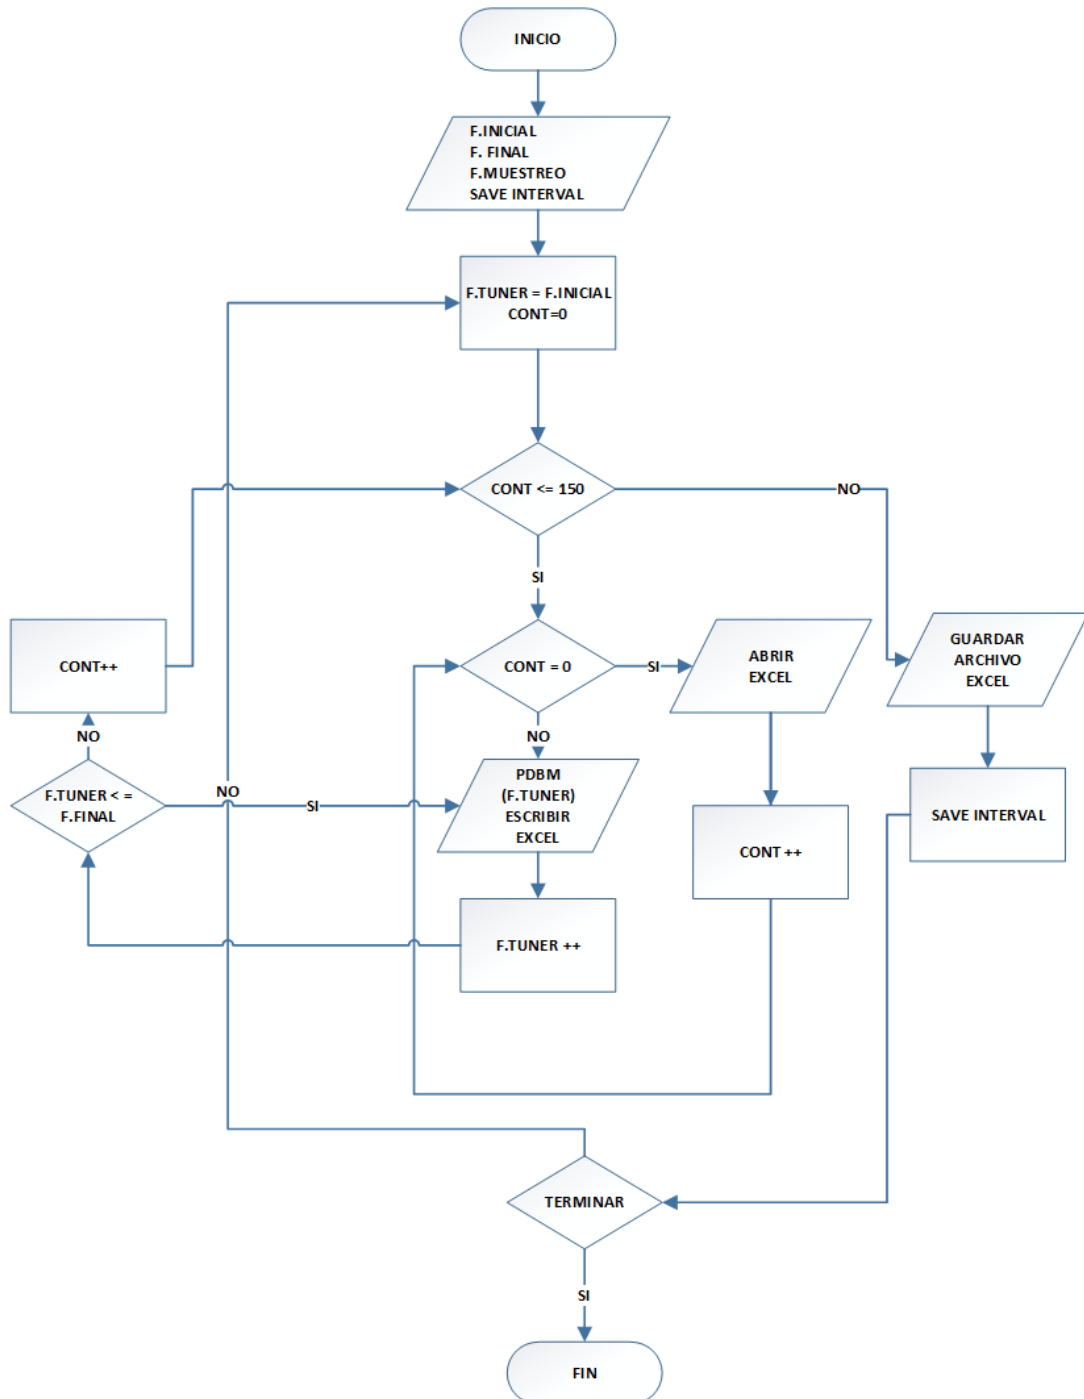 INICIO
F.INICIAL
F. FINAL
F.MUESTREO
SAVE INTERVAL
F.TUNER = F.INICIAL
CONT=0
CONT <= 150
NO
SI
CONT++
CONT = 0
SI
ABRIR
EXCEL
GUARDAR
ARCHIVO
EXCEL
NO
NO
F.TUNER < =
F.FINAL
NO
SI
PDBM
(F.TUNER)
ESCRIBIR
EXCEL
SAVE INTERVAL
CONT ++
F.TUNER ++
TERMINAR
SI
FIN